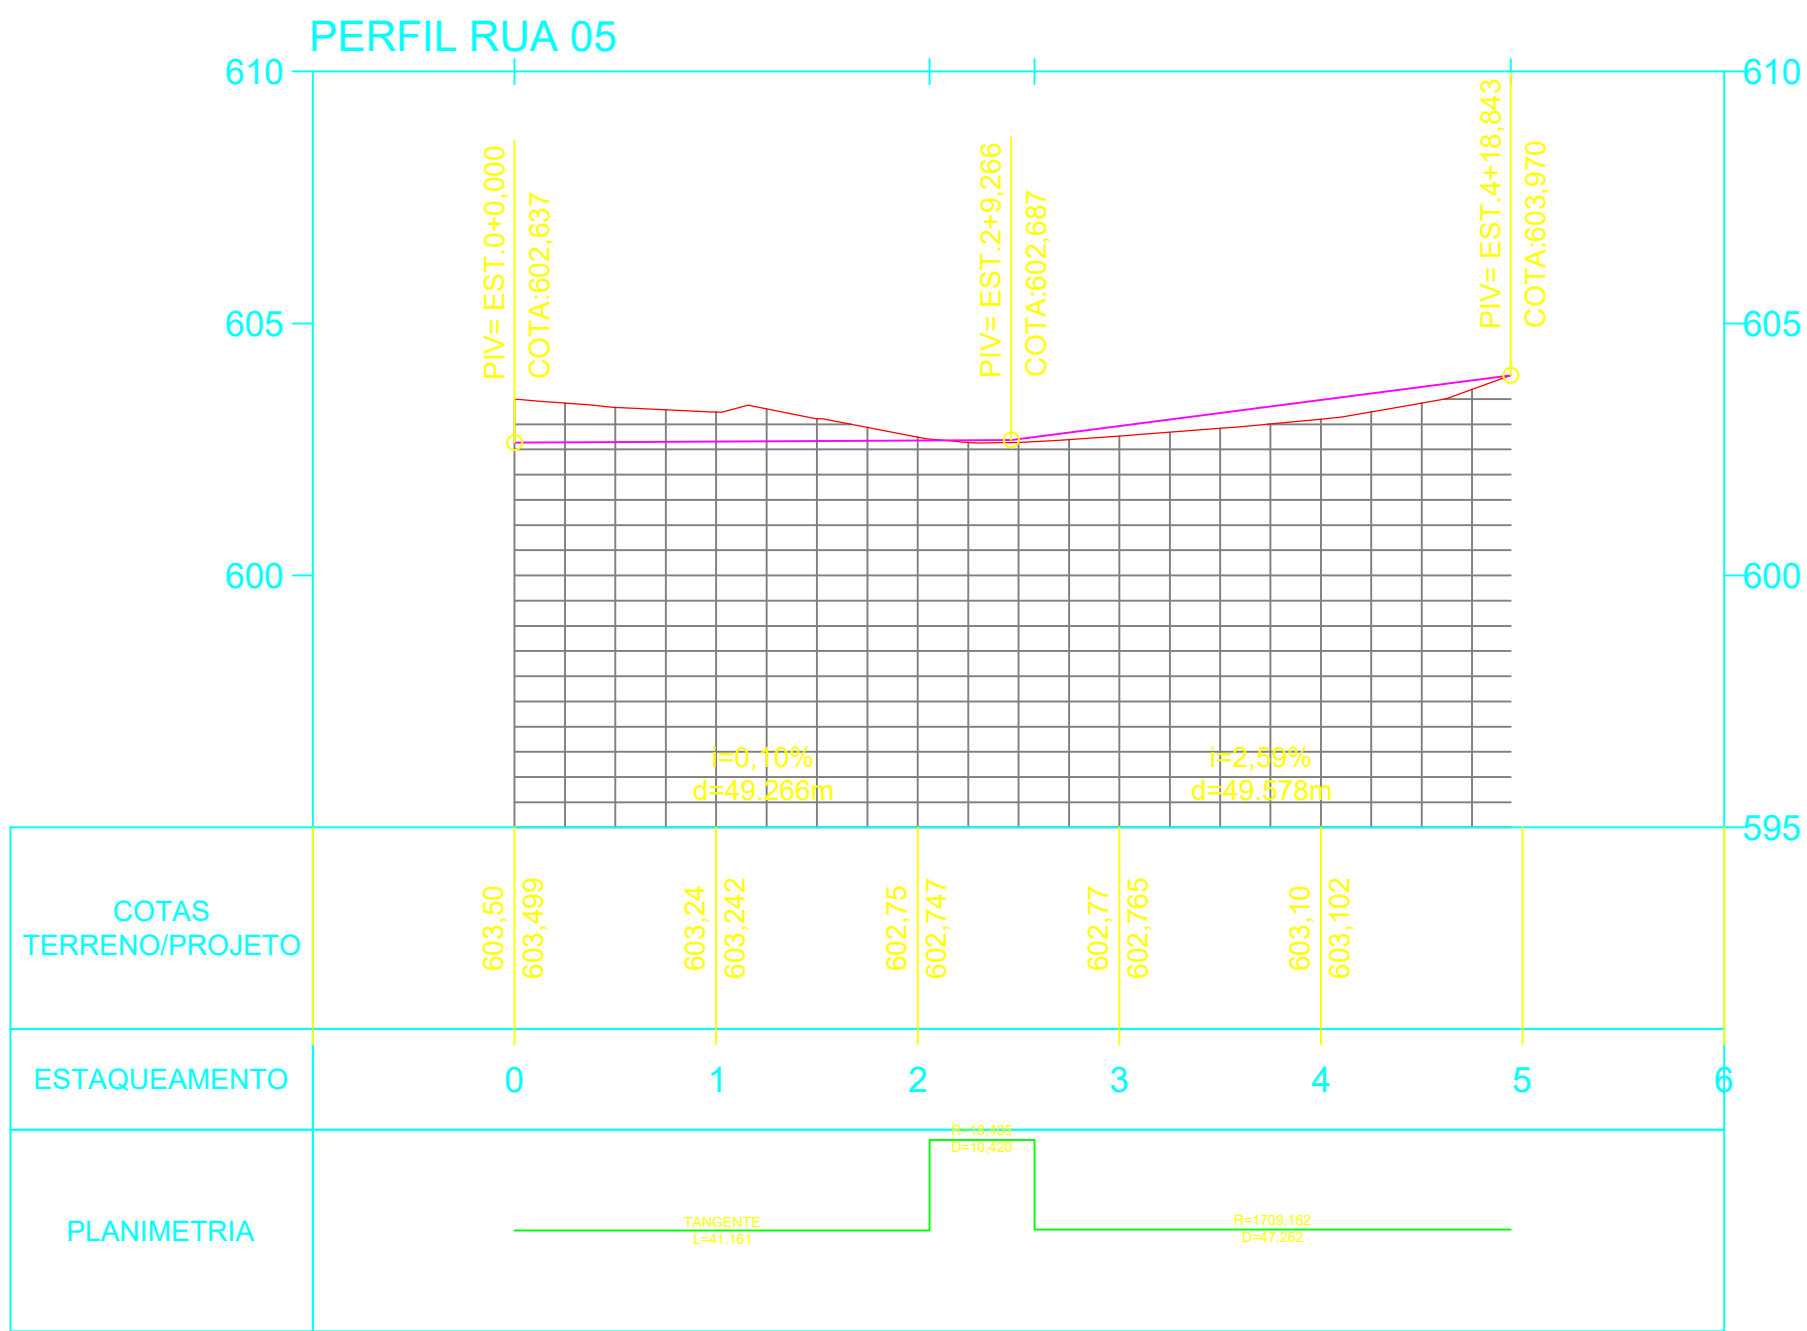 PERFIL RUA 05
610
610
605
605
600
600
595
PIV= EST.0+0,000
COTA:602,637
PIV= EST.2+9,266
COTA:602,687
PIV= EST.4+18,843
COTA:603,970
i=0,10%
d=49.266m
i=2,59%
d=49.578m
COTAS
TERRENO/PROJETO
603,50
603,499
603,24
603,242
602,75
602,747
602,77
602,765
603,10
603,102
ESTAQUEAMENTO
0
1
2
3
4
5
6
PLANIMETRIA
TANGENTE
L=41.161
D=10,420
R=1709,162
D=47,262